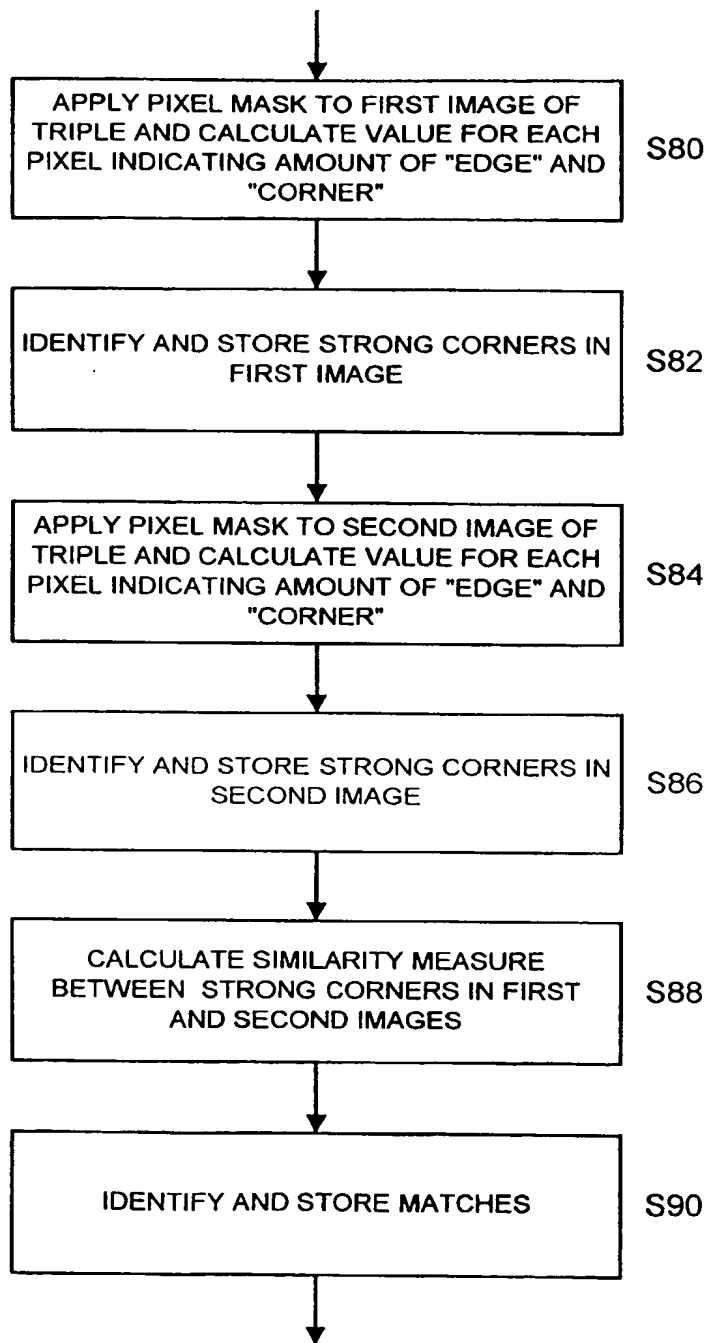 APPLY PIXEL MASK TO FIRST IMAGE OF
TRIPLE AND CALCULATE VALUE FOR EACH
PIXEL INDICATING AMOUNT OF "EDGE" AND
"CORNER"
S80
IDENTIFY AND STORE STRONG CORNERS IN
FIRST IMAGE
S82
APPLY PIXEL MASK TO SECOND IMAGE OF
TRIPLE AND CALCULATE VALUE FOR EACH
PIXEL INDICATING AMOUNT OF "EDGE" AND
"CORNER"
S84
IDENTIFY AND STORE STRONG CORNERS IN
SECOND IMAGE
S86
CALCULATE SIMILARITY MEASURE
BETWEEN STRONG CORNERS IN FIRST
AND SECOND IMAGES
S88
IDENTIFY AND STORE MATCHES
S90